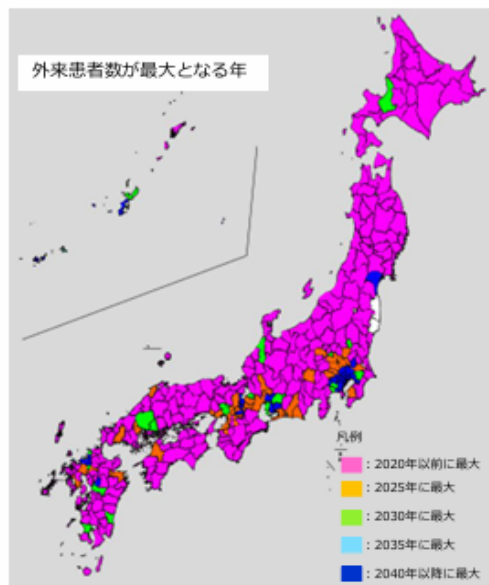 外来患者数が最大となる年
凡例
：2020年以前に最大
：2025年に最大
：2030年に最大
：2035年に最大
：2040年以降に最大